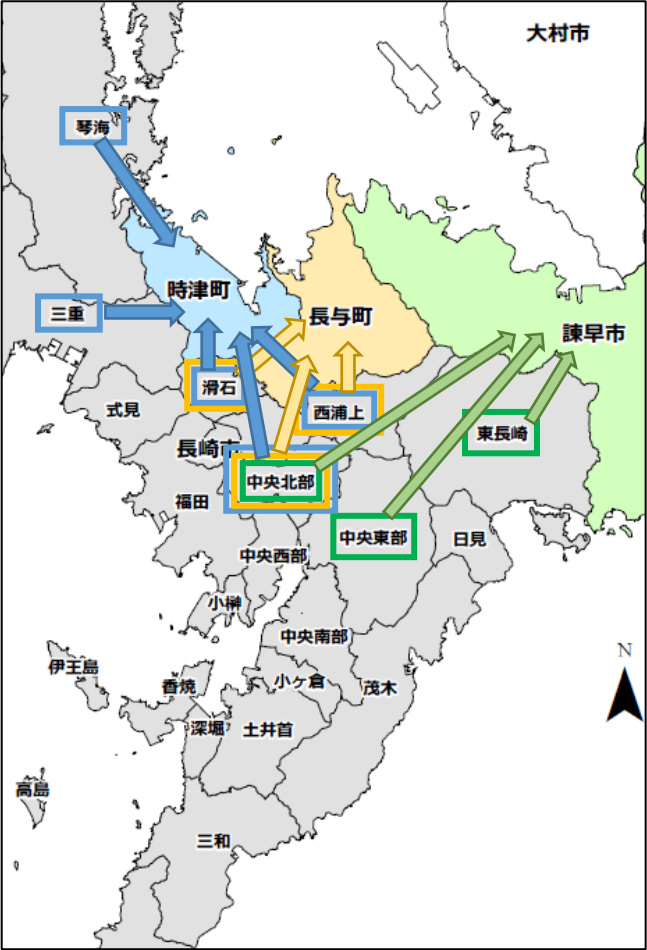 大村市
琴海
時津町
長与町
三重
諫早市
滑石
式見
西浦上
東長崎
長崎市
中央北部
福田
中央東部
日見
中央西部
小榊
中央南部
N
伊王島
香焼
小ヶ倉
茂木
深堀
土井首
高島
三和